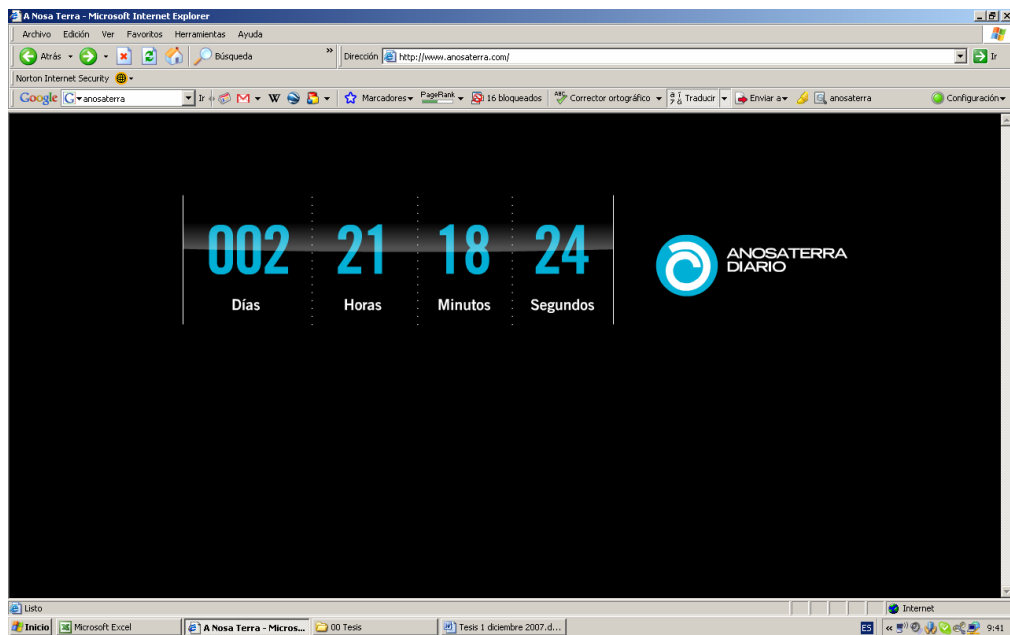 A Nosa Terra - Microsoft Internet Explorer
Archivo Edición Ver Favoritos Herramientas Ayuda
Atrás Búsqueda » Dirección http://www.anosaterra.com/ Ir
Norton Internet Security
Google G anosaterra Ir W Marcadores PageRank 16 bloqueados Corrector ortográfico Traducir Enviar a anosaterra Configuración
002 21 18 24
Días Horas Minutos Segundos
ANOSATERRA
DIARIO
Listo Internet
Inicio Microsoft Excel A Nosa Terra - Micros... 00 Tesis Tesis 1 diciembre 2007.d... ES « 9:41